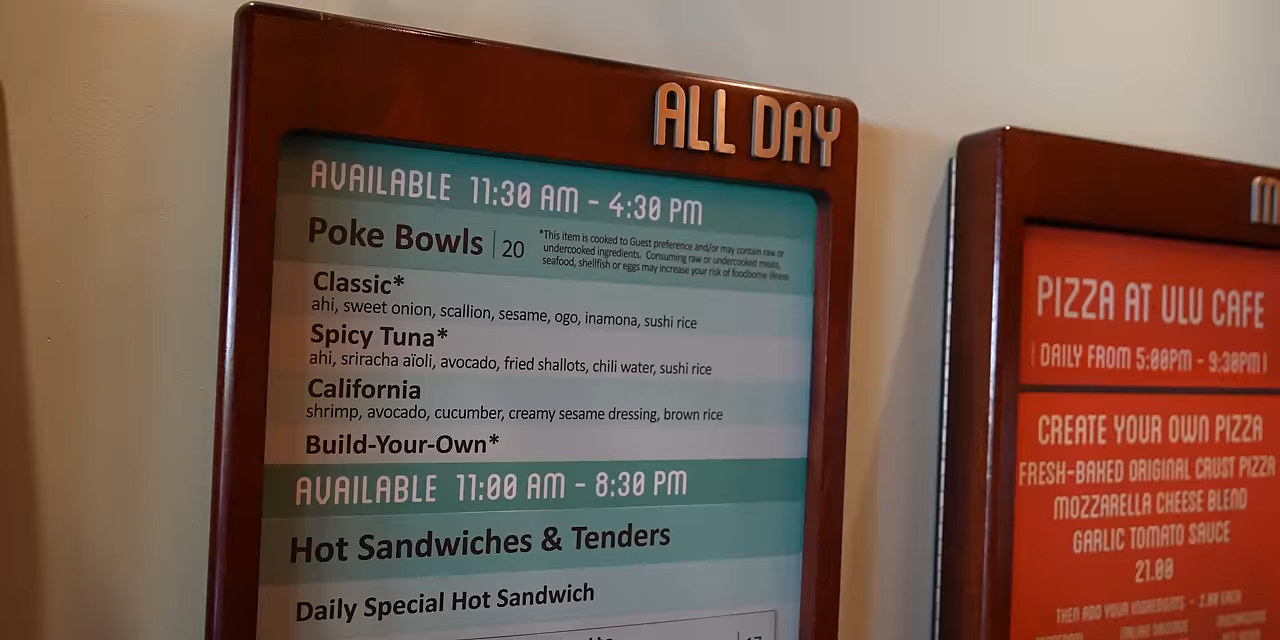 ALL DAY
AVAILABLE 11:30 AM - 4:30 PM
Poke Bowls | 20
*This item is cooked to Guest preference and/or may contain raw or
undercooked ingredients. Consuming raw or undercooked meats,
seafood, shellfish or eggs may increase your risk of foodborne illness
Classic*
ahi, sweet onion, scallion, sesame, ogo, inamona, sushi rice
Spicy Tuna*
ahi, sriracha aïoli, avocado, fried shallots, chili water, sushi rice
California
shrimp, avocado, cucumber, creamy sesame dressing, brown rice
Build-Your-Own*
AVAILABLE 11:00 AM - 8:30 PM
Hot Sandwiches & Tenders
Daily Special Hot Sandwich
PIZZA AT ULU CAFE
| DAILY FROM 5:00PM - 9:30PM |
CREATE YOUR OWN PIZZA
FRESH-BAKED ORIGINAL CRUST PIZZA
MOZZARELLA CHEESE BLEND
GARLIC TOMATO SAUCE
21.00
THEN ADD YOUR INGREDIENTS - EACH